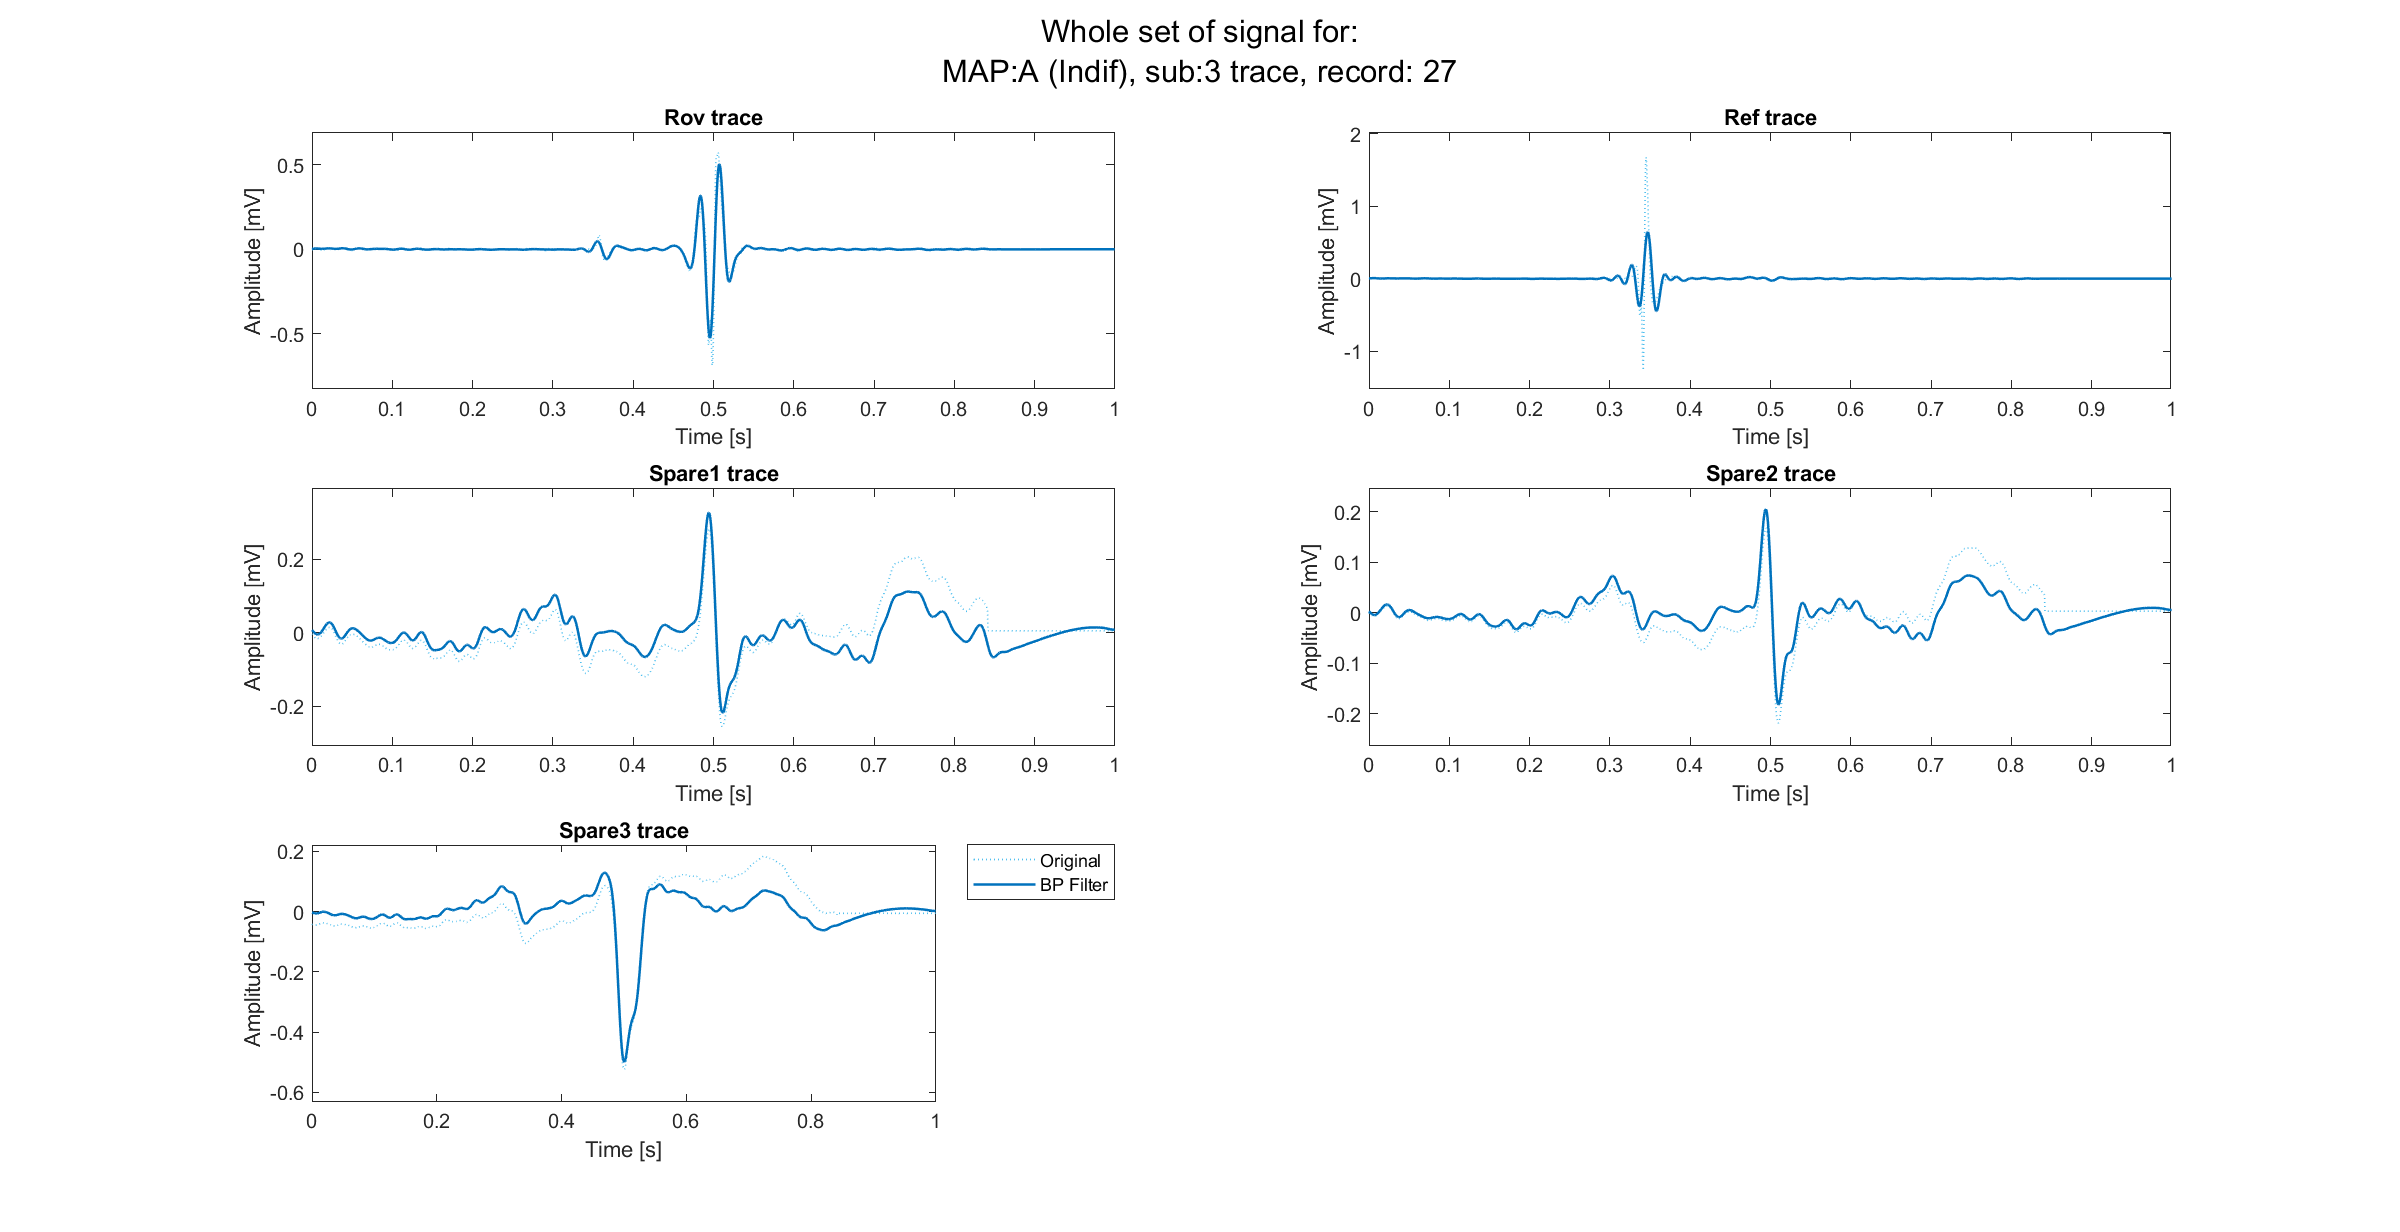 Whole set of signal for:
MAP:A (Indif), sub:3 trace, record: 27
Rov trace
Amplitude [mV]
0.5
0
-0.5
0 0.1 0.2 0.3 0.4 0.5 0.6 0.7 0.8 0.9 1
Time [s]
Ref trace
Amplitude [mV]
2
1
0
-1
0 0.1 0.2 0.3 0.4 0.5 0.6 0.7 0.8 0.9 1
Time [s]
Spare1 trace
Amplitude [mV]
0.2
0
-0.2
0 0.1 0.2 0.3 0.4 0.5 0.6 0.7 0.8 0.9 1
Time [s]
Spare2 trace
Amplitude [mV]
0.2
0.1
0
-0.1
-0.2
0 0.1 0.2 0.3 0.4 0.5 0.6 0.7 0.8 0.9 1
Time [s]
Spare3 trace
Amplitude [mV]
0.2
0
-0.2
-0.4
-0.6
0 0.2 0.4 0.6 0.8 1
Time [s]
Original
BP Filter